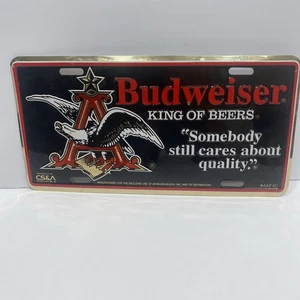 Budweiser
KING OF BEERS®
"Somebody
still cares about
quality."
CS&A